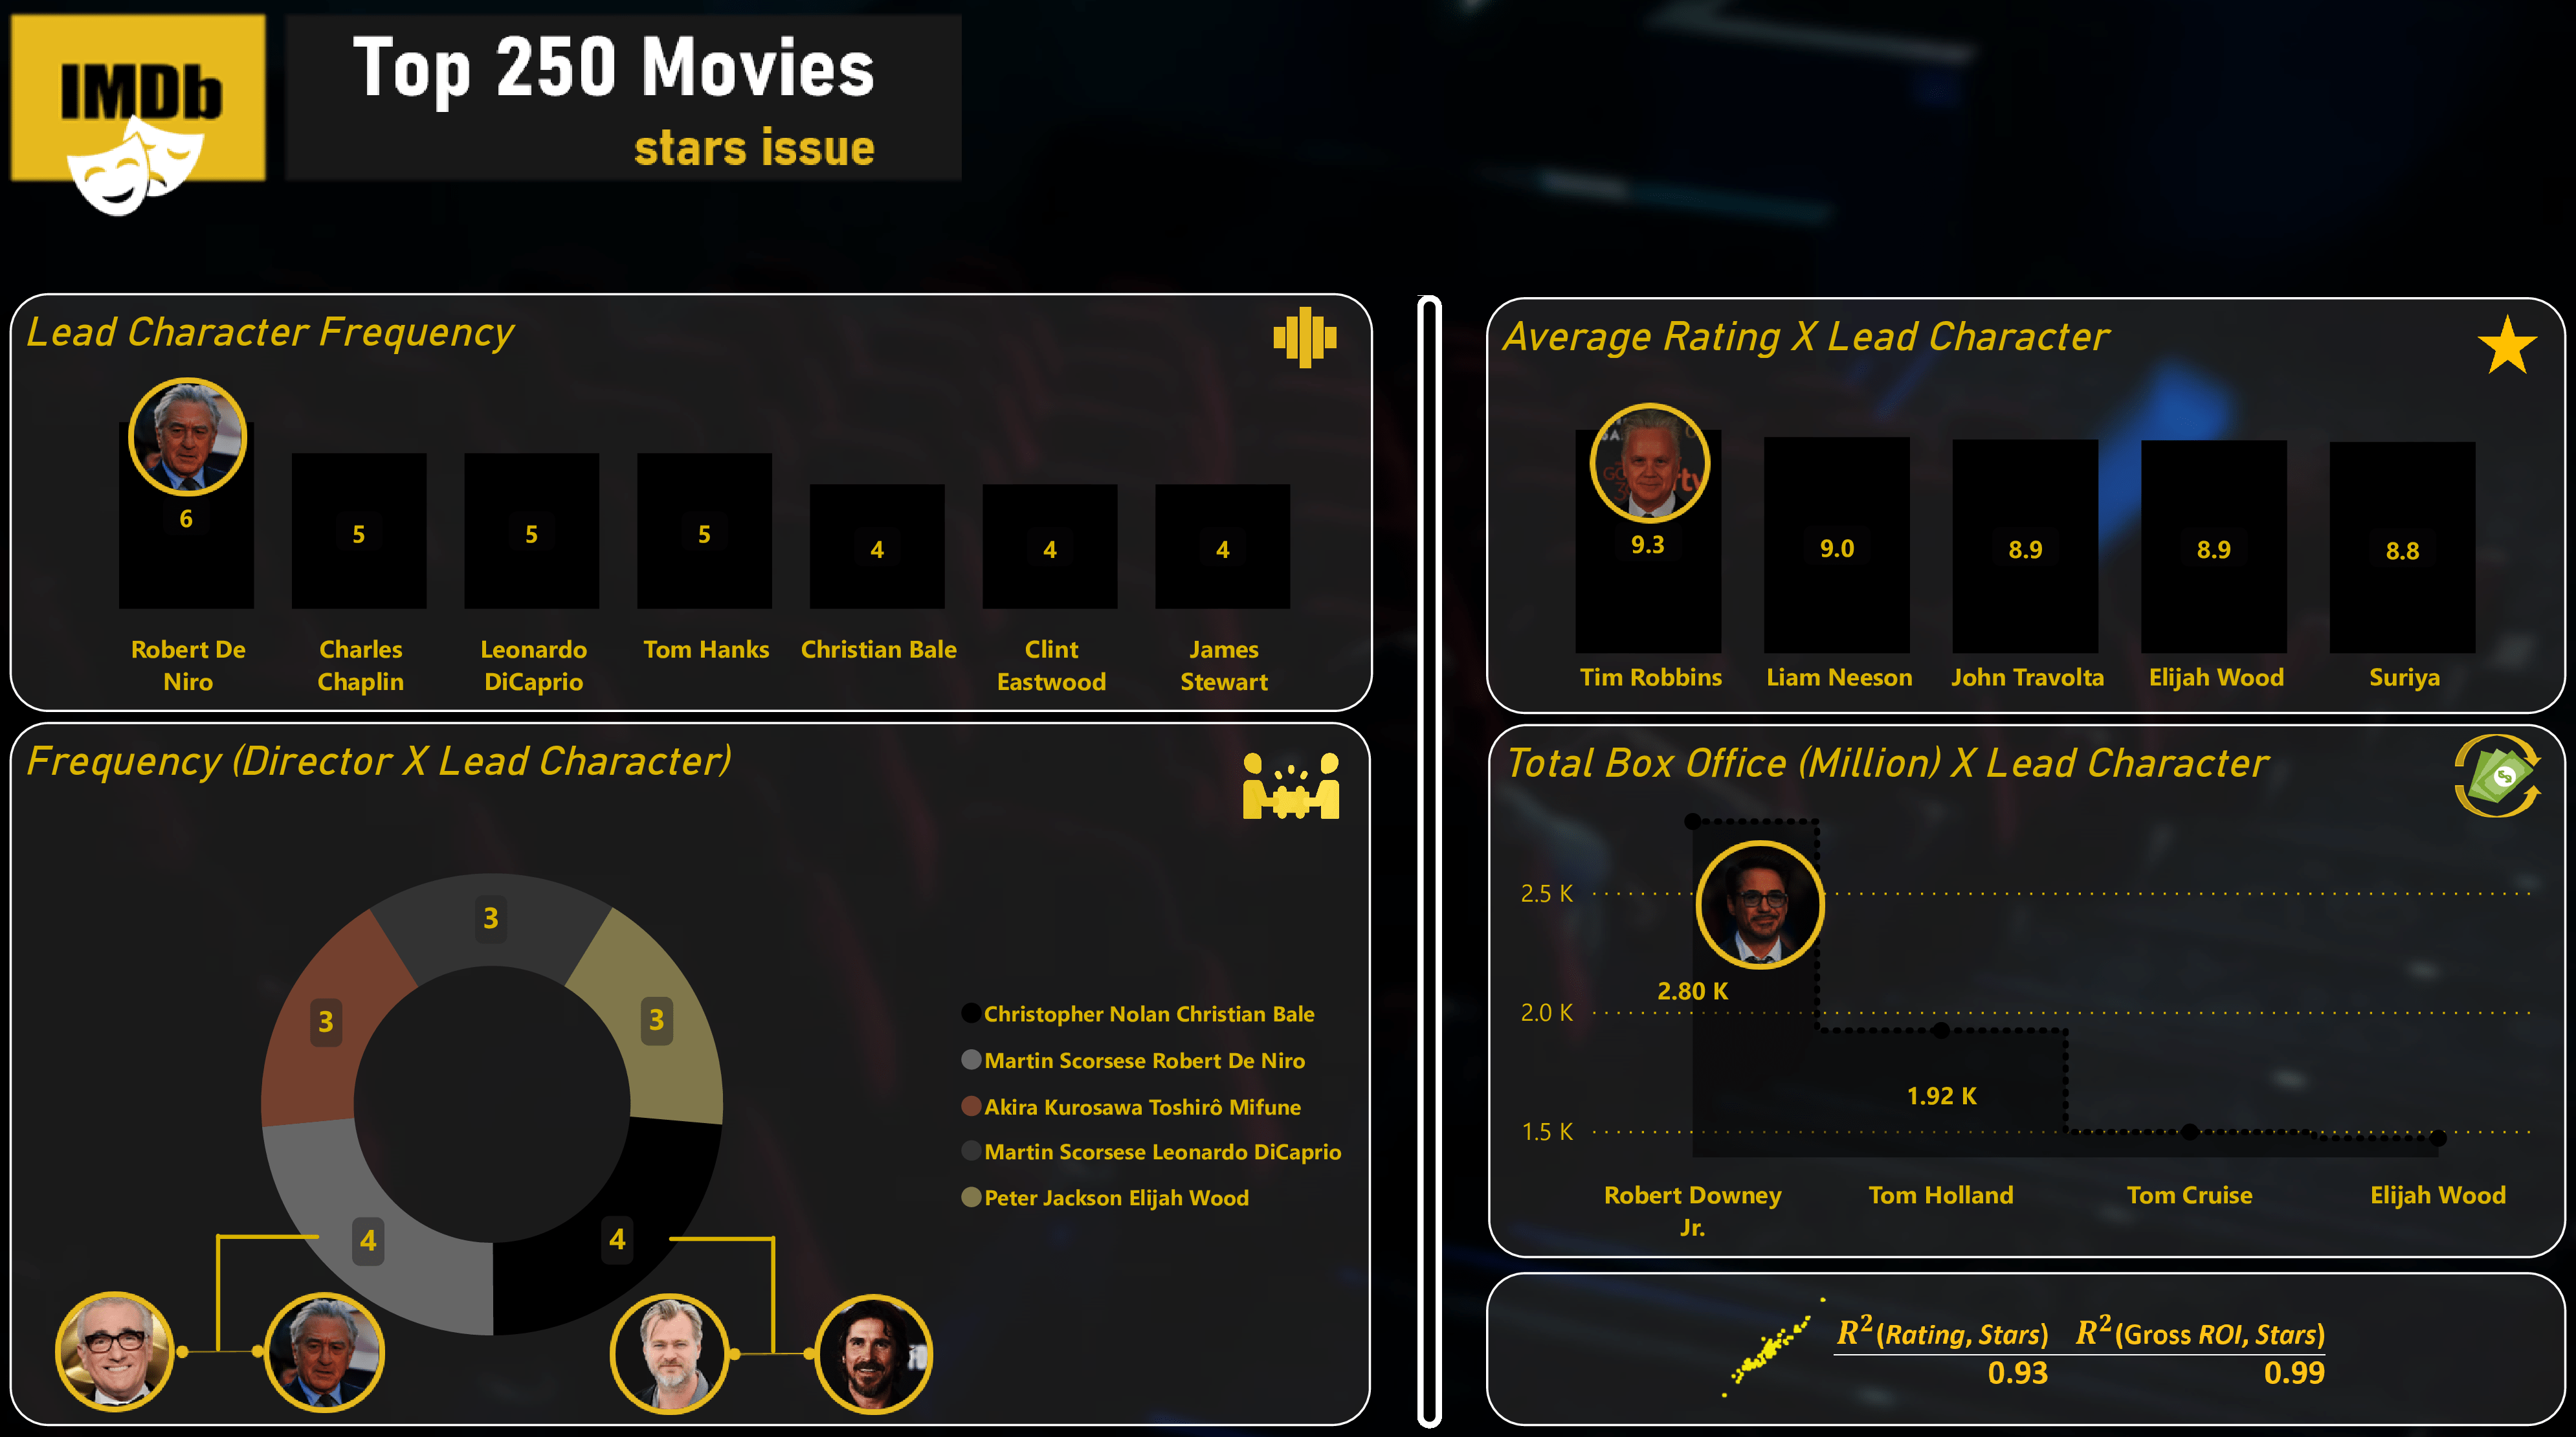 IMDb
Top 250 Movies
stars issue
Lead Character Frequency
6
5
5
5
4
4
4
Robert De Niro
Charles Chaplin
Leonardo DiCaprio
Tom Hanks
Christian Bale
Clint Eastwood
James Stewart
Average Rating X Lead Character
9.3
9.0
8.9
8.9
8.8
Tim Robbins
Liam Neeson
John Travolta
Elijah Wood
Suriya
Frequency (Director X Lead Character)
3
3
3
4
4
Christopher Nolan Christian Bale
Martin Scorsese Robert De Niro
Akira Kurosawa Toshirô Mifune
Martin Scorsese Leonardo DiCaprio
Peter Jackson Elijah Wood
Total Box Office (Million) X Lead Character
2.5 K
2.0 K
1.5 K
2.80 K
1.92 K
Robert Downey Jr.
Tom Holland
Tom Cruise
Elijah Wood
R² (Rating, Stars)
R² (Gross ROI, Stars)
0.93
0.99